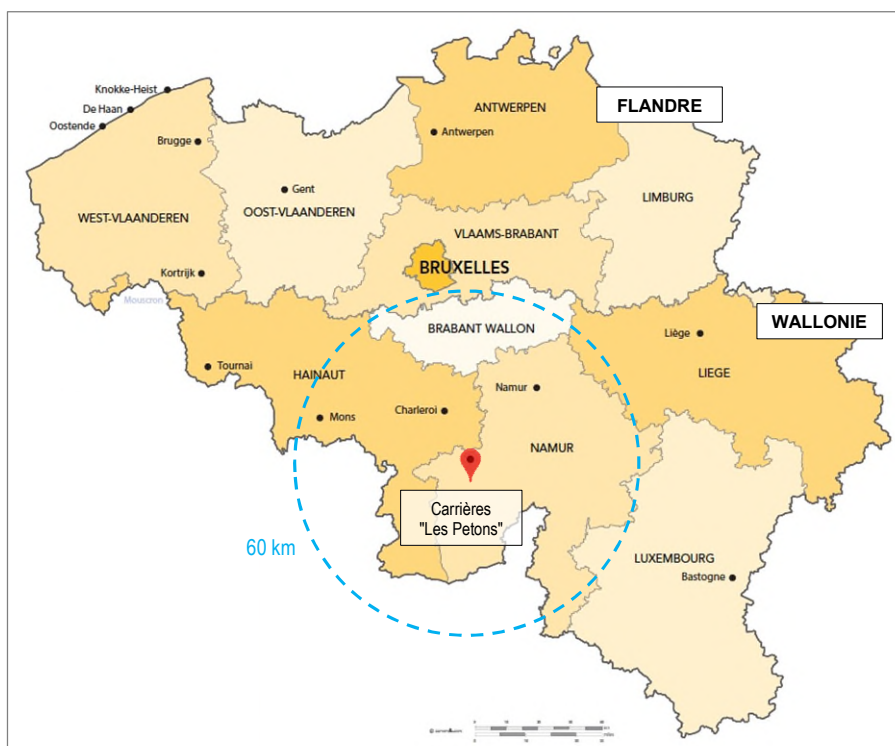 Knokke-Heist
De Haan
Oostende
Brugge
ANTWERPEN
FLANDRE
Antwerpen
Gent
LIMBURG
WEST-VLAANDEREN
OOST-VLAANDEREN
VLAAMS-BRABANT
BRUXELLES
Kortrijk
Mouscron
BRABANT WALLON
WALLONIE
Liège
Tournai
HAINAUT
LIEGE
Namur
Charleroi
Mons
NAMUR
Carrières
"Les Petons"
60 km
LUXEMBOURG
Bastogne
km
miles